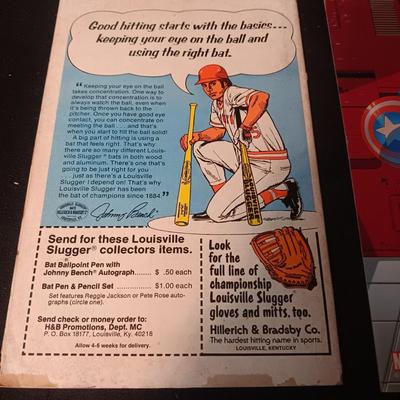 Good hitting starts with the basics...
keeping your eye on the ball and
using the right bat.
"Keeping your eye on the ball
takes concentration. One way to
develop that concentration is to
always watch the ball, even when
it's being thrown back to the
pitcher. Once you have good eye
contact, you can concentrate on
meeting the ball . . . and that's
when you start to hit the ball solid!
A big part of hitting is using a
bat that feels right. That's why
there are so many different Louis-
ville Slugger® bats in both wood
and aluminum. There's one that's
going to be just right for you
just as there's a Louisville
Slugger I depend on! That's why
Louisville Slugger has been
the bat of champions since 1884."
Johnny Bench
Send for these Louisville
Slugger® collectors items.
Bat Ballpoint Pen with
Johnny Bench Autograph....... $ .50 each
Bat Pen & Pencil Set ............. $1.00 each
Set features Reggie Jackson or Pete Rose auto-
graphs (circle one).
Send check or money order to:
H&B Promotions, Dept. MC
P. O. Box 18177, Louisville, Ky. 40218
Allow 4-6 weeks for delivery.
Look
for the
full line of
championship
Louisville Slugger
gloves and mitts, too.
Hillerich & Bradsby Co.
The hardest hitting name in sports.
LOUISVILLE, KENTUCKY